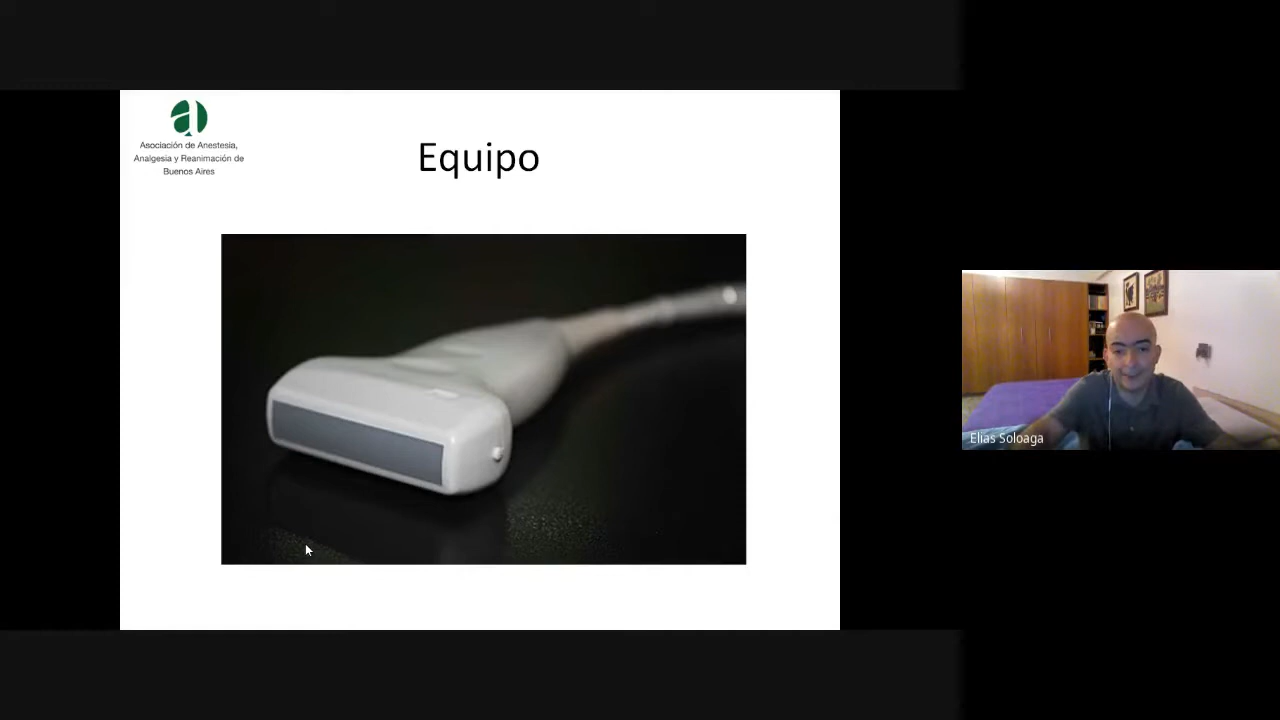 Asociación de Anestesia,
Analgesia y Reanimación de
Buenos Aires
Equipo
Elias Soloaga